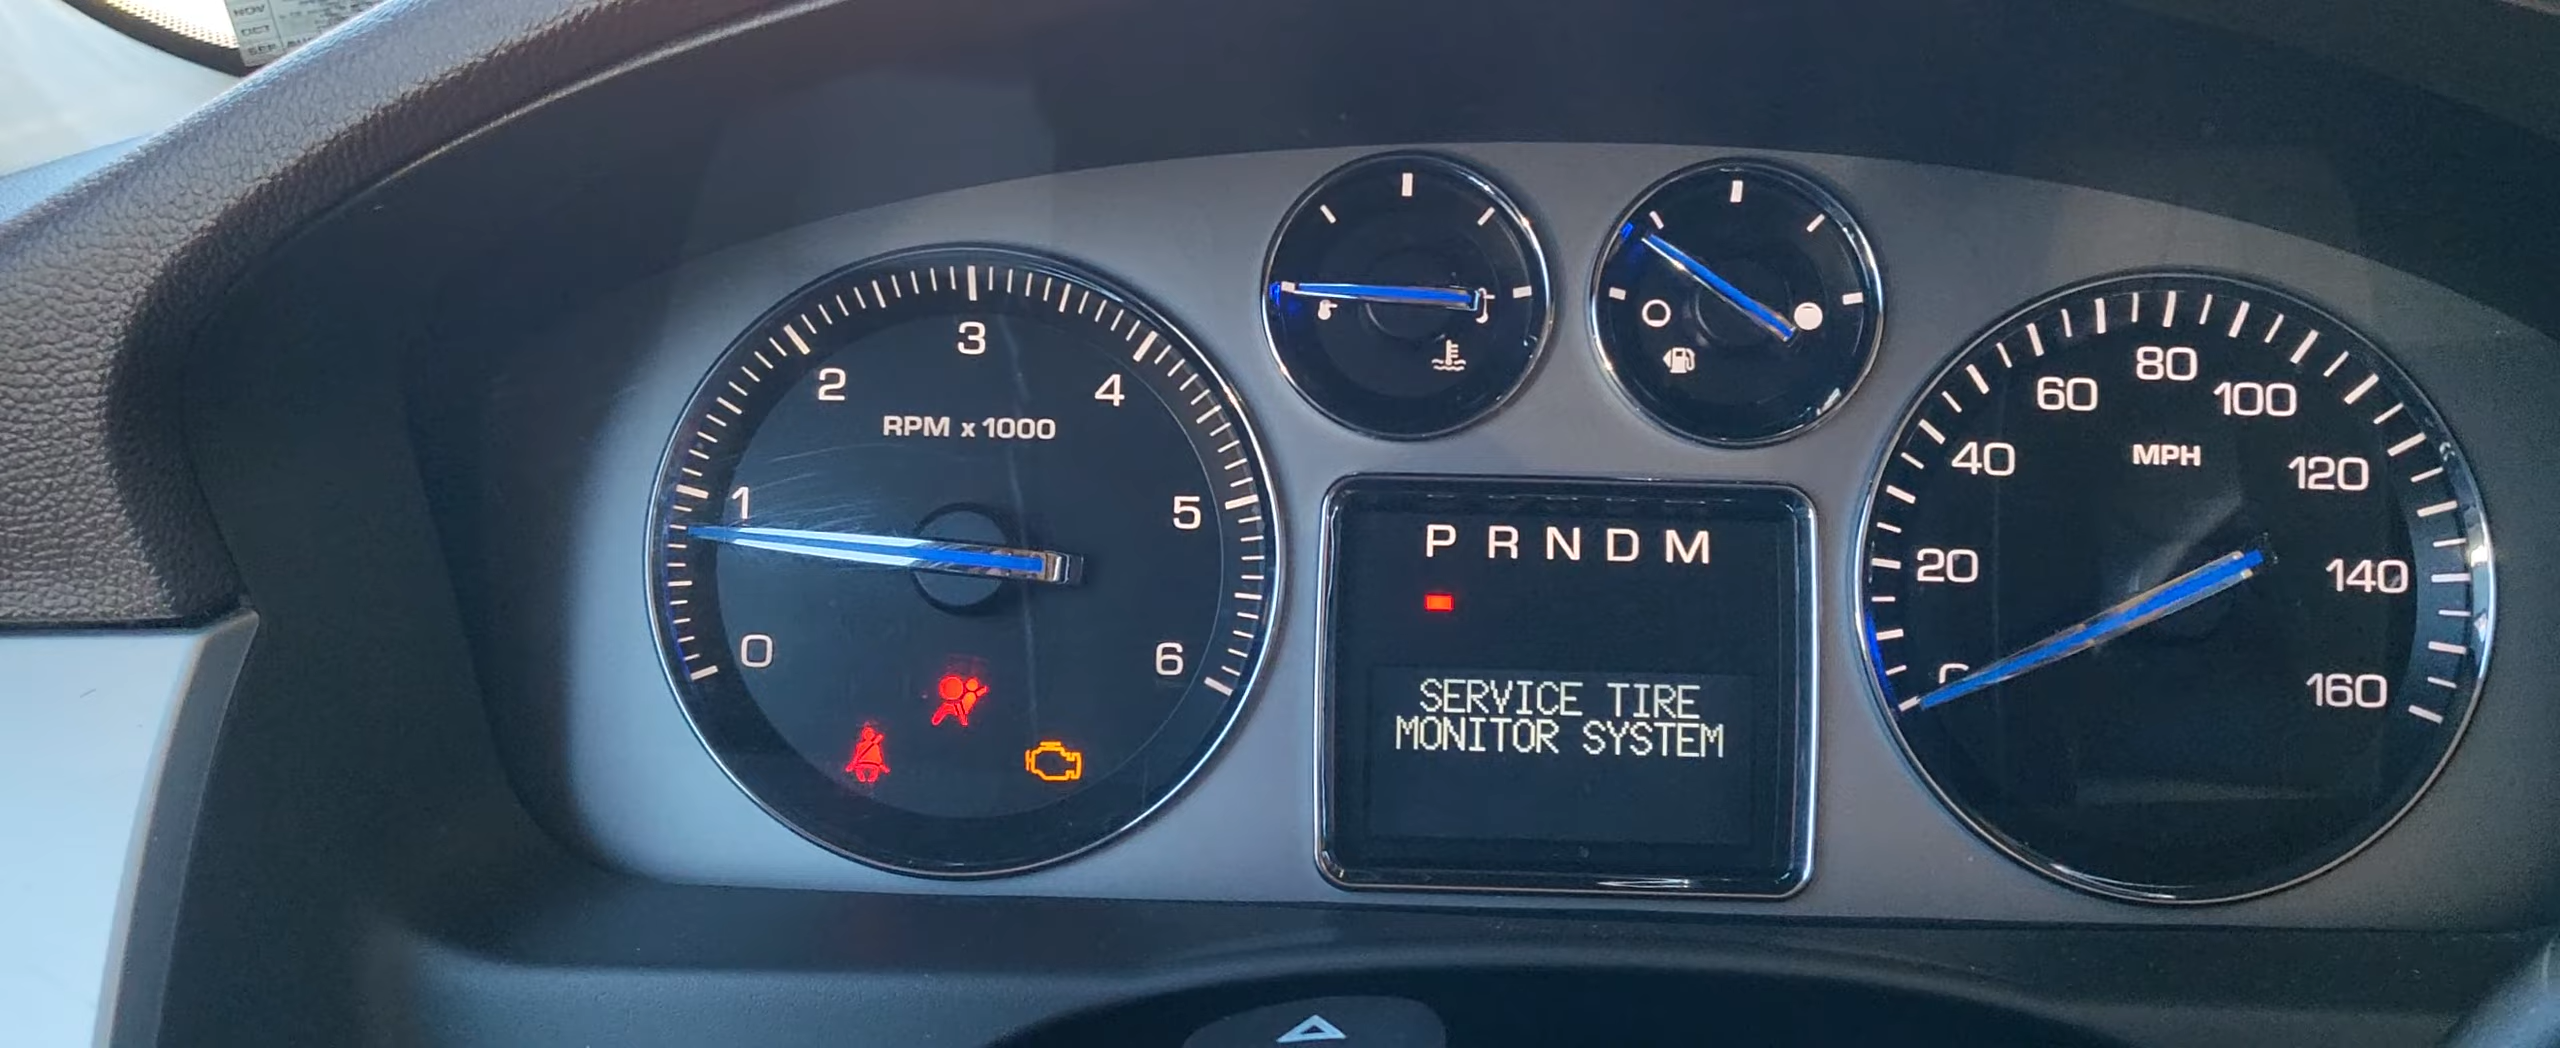 NOV
OCT
SEP
3
2
4
RPM x 1000
1
5
0
6
P R N D M
SERVICE TIRE
MONITOR SYSTEM
80
60
100
40
MPH
120
20
140
160